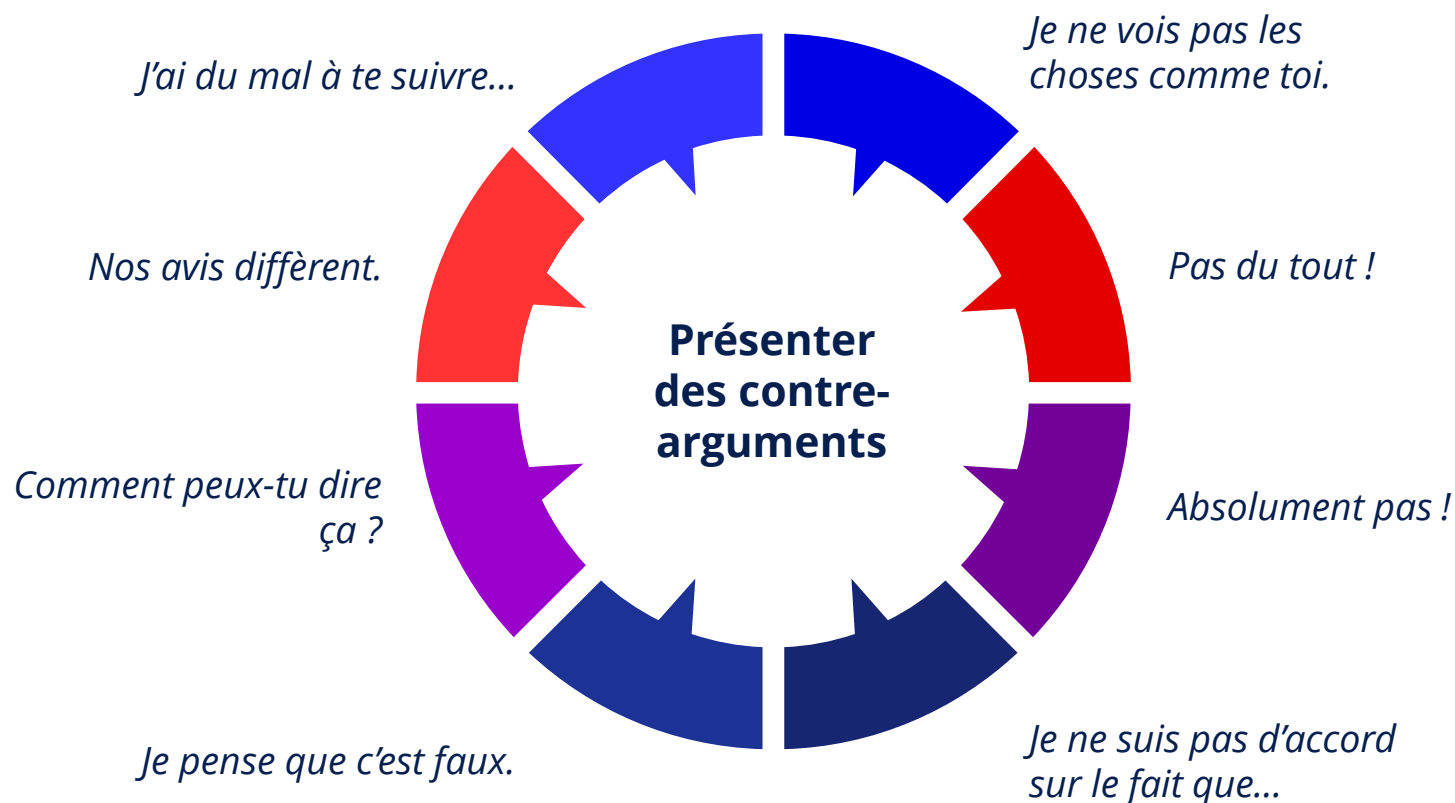 Je ne vois pas les
choses comme toi.
J’ai du mal à te suivre…
Nos avis diffèrent.
Pas du tout !
Présenter
des contre-
arguments
Comment peux-tu dire
ça ?
Absolument pas !
Je pense que c’est faux.
Je ne suis pas d’accord
sur le fait que…